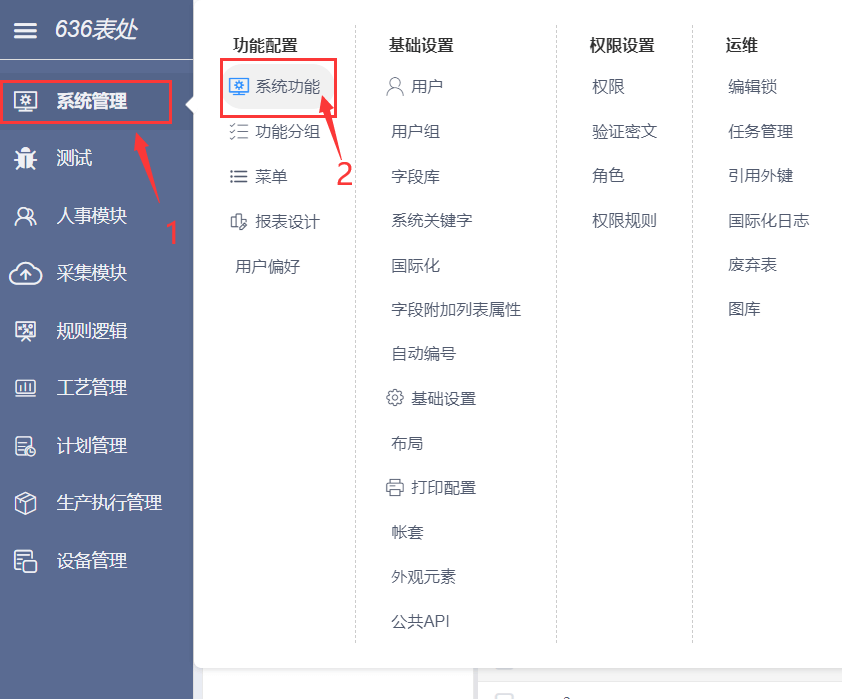 636表处
系统管理
测试
人事模块
采集模块
规则逻辑
工艺管理
计划管理
生产执行管理
设备管理
1
功能配置
系统功能
功能分组
菜单
报表设计
用户偏好
2
基础设置
用户
用户组
字段库
系统关键字
国际化
字段附加列表属性
自动编号
基础设置
布局
打印配置
帐套
外观元素
公共API
权限设置
权限
验证密文
角色
权限规则
运维
编辑锁
任务管理
引用外键
国际化日志
废弃表
图库